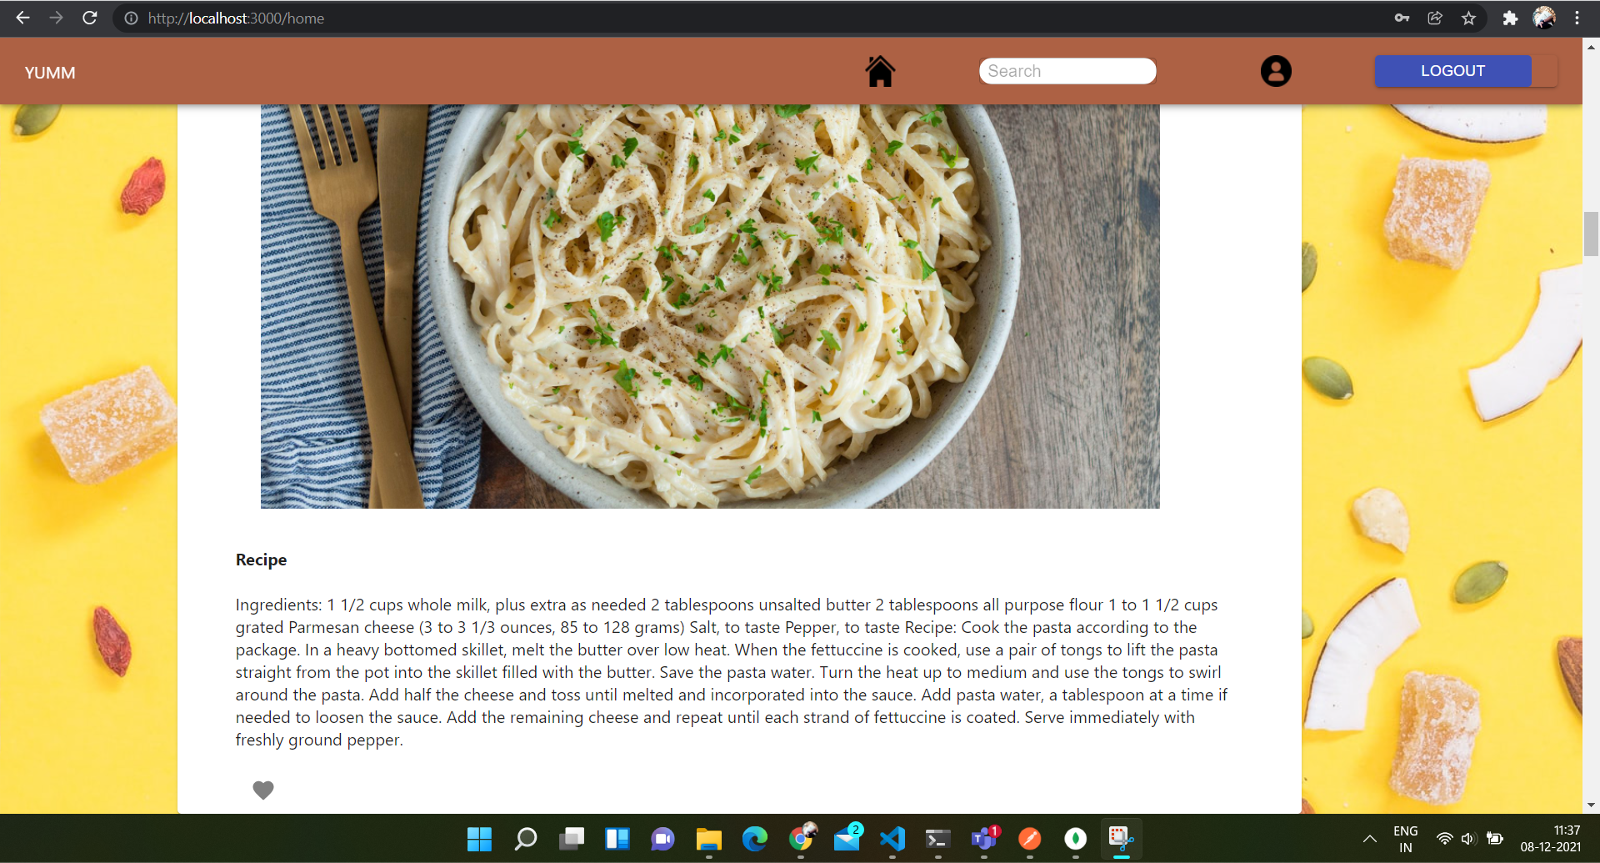 http://localhost:3000/home
YUMM
Search
LOGOUT
Recipe
Ingredients: 1 1/2 cups whole milk, plus extra as needed 2 tablespoons unsalted butter 2 tablespoons all purpose flour 1 to 1 1/2 cups
grated Parmesan cheese (3 to 3 1/3 ounces, 85 to 128 grams) Salt, to taste Pepper, to taste Recipe: Cook the pasta according to the
package. In a heavy bottomed skillet, melt the butter over low heat. When the fettuccine is cooked, use a pair of tongs to lift the pasta
straight from the pot into the skillet filled with the butter. Save the pasta water. Turn the heat up to medium and use the tongs to swirl
around the pasta. Add half the cheese and toss until melted and incorporated into the sauce. Add pasta water, a tablespoon at a time if
needed to loosen the sauce. Add the remaining cheese and repeat until each strand of fettuccine is coated. Serve immediately with
freshly ground pepper.
2
1
ENG
IN
11:37
08-12-2021